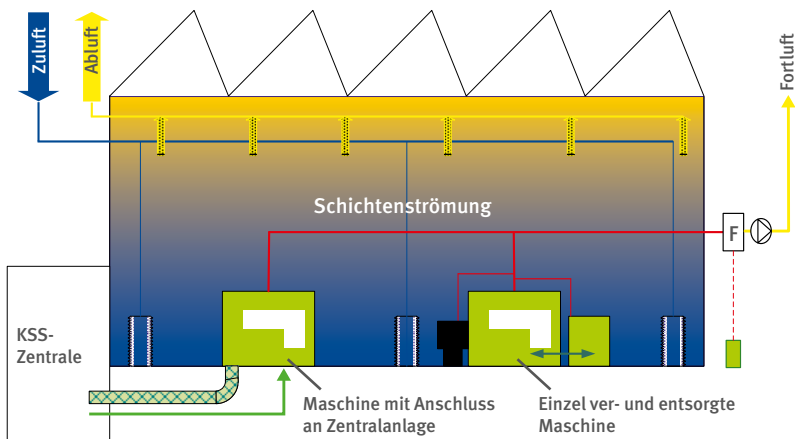 Zuluft
Abluft
Fortluft
Schichtenströmung
F
KSS-
Zentrale
Maschine mit Anschluss
an Zentralanlage
Einzel ver- und entsorgte
Maschine